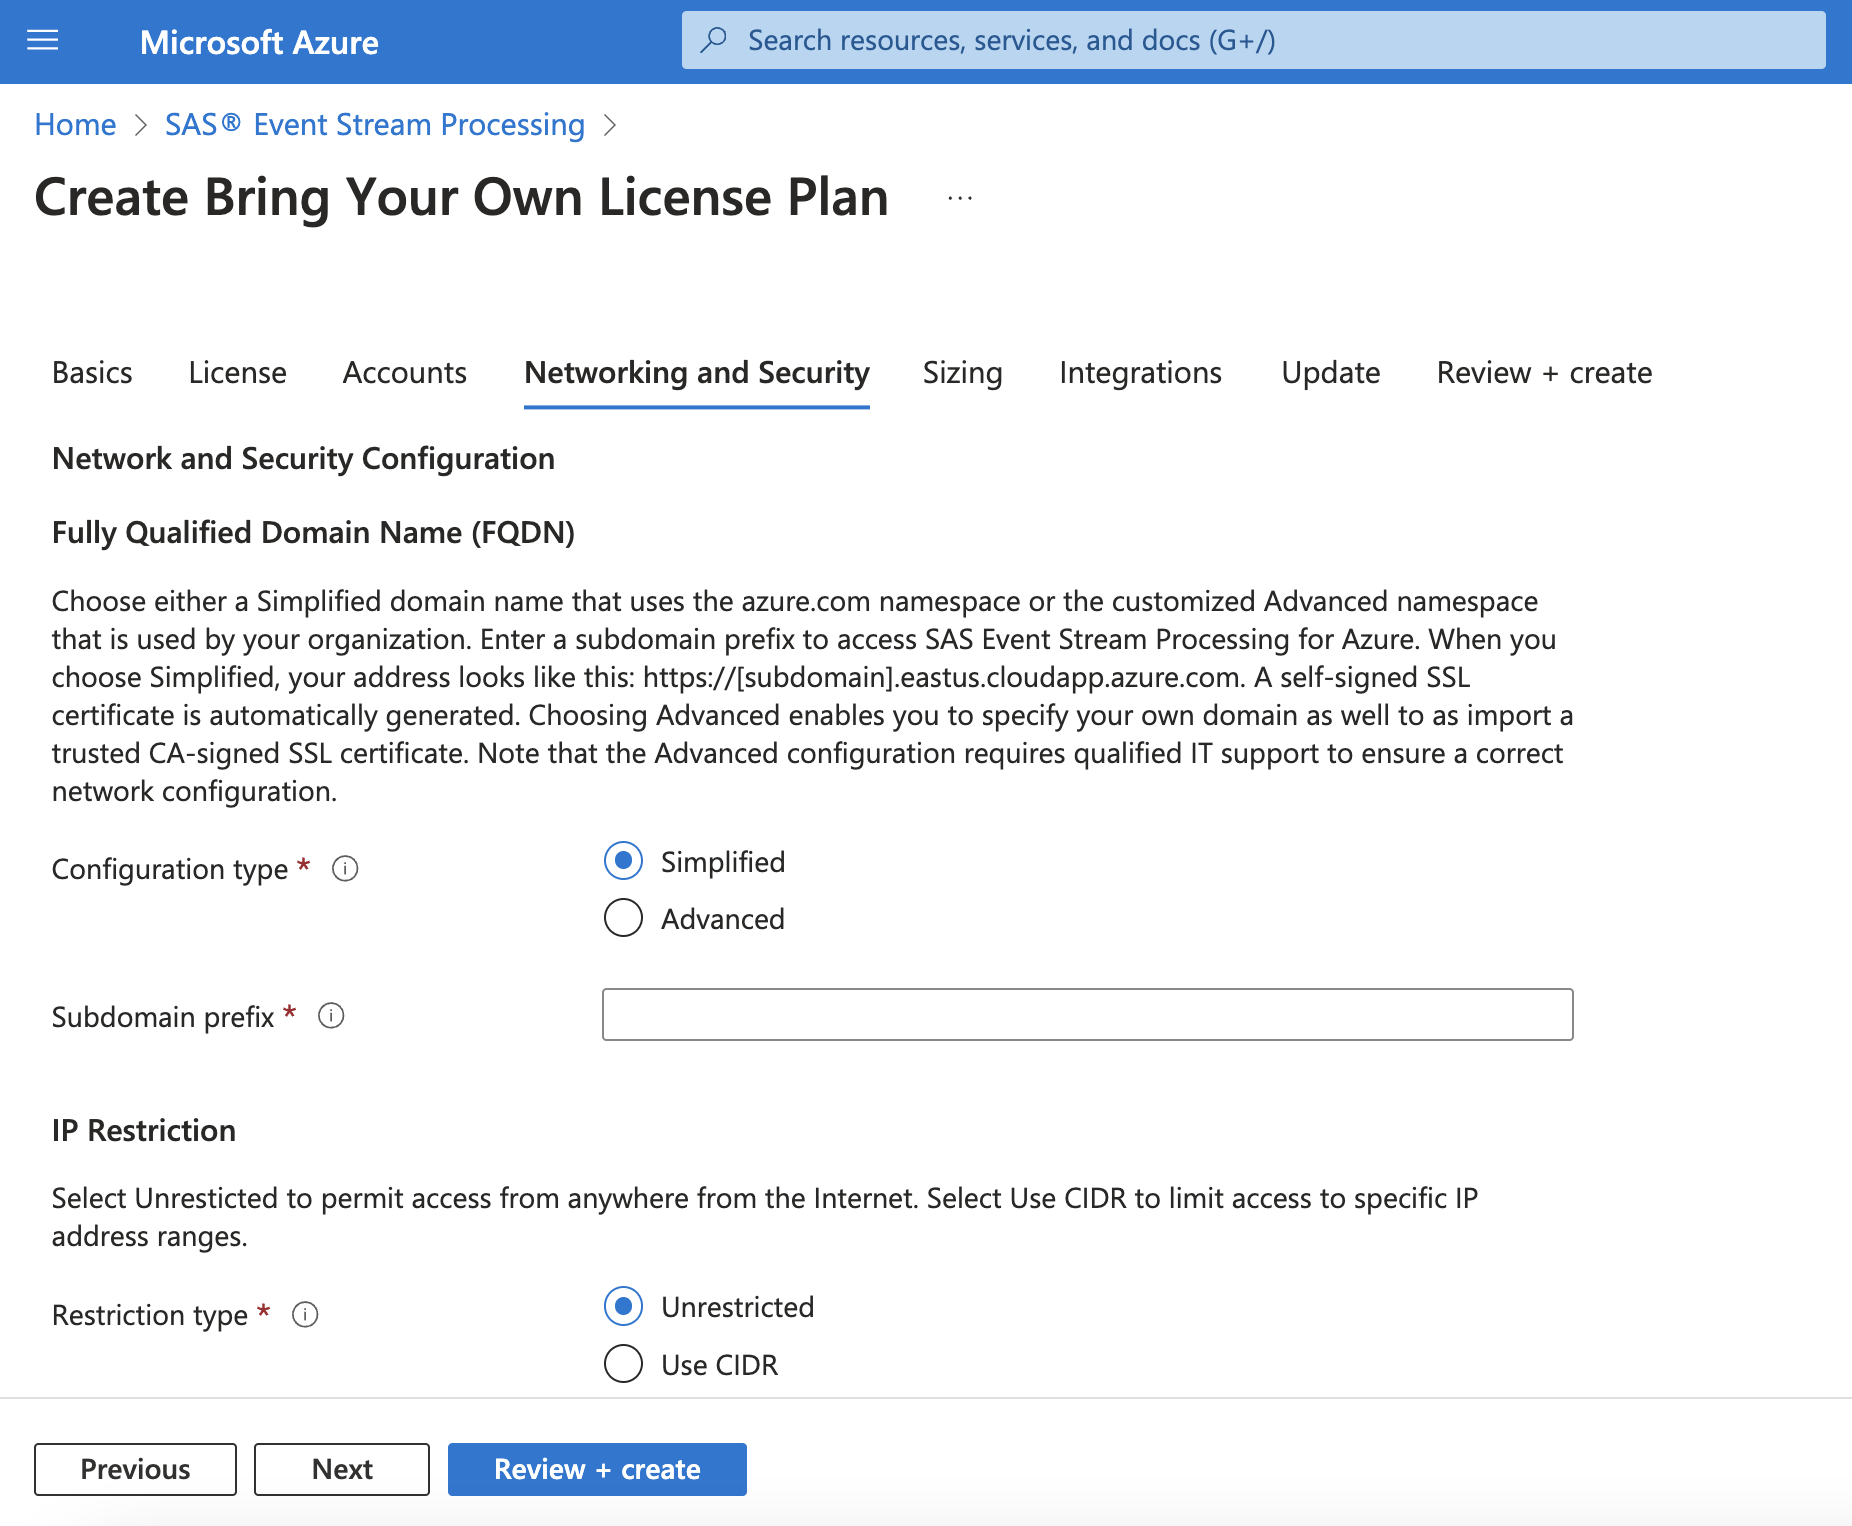 Microsoft Azure
Search resources, services, and docs (G+/)
Home > SAS® Event Stream Processing >
Create Bring Your Own License Plan ...
Basics License Accounts Networking and Security Sizing Integrations Update Review + create
Network and Security Configuration
Fully Qualified Domain Name (FQDN)
Choose either a Simplified domain name that uses the azure.com namespace or the customized Advanced namespace
that is used by your organization. Enter a subdomain prefix to access SAS Event Stream Processing for Azure. When you
choose Simplified, your address looks like this: https://[subdomain].eastus.cloudapp.azure.com. A self-signed SSL
certificate is automatically generated. Choosing Advanced enables you to specify your own domain as well to as import a
trusted CA-signed SSL certificate. Note that the Advanced configuration requires qualified IT support to ensure a correct
network configuration.
Configuration type *
Simplified
Advanced
Subdomain prefix *
IP Restriction
Select Unresticted to permit access from anywhere from the Internet. Select Use CIDR to limit access to specific IP
address ranges.
Restriction type *
Unrestricted
Use CIDR
Previous Next Review + create